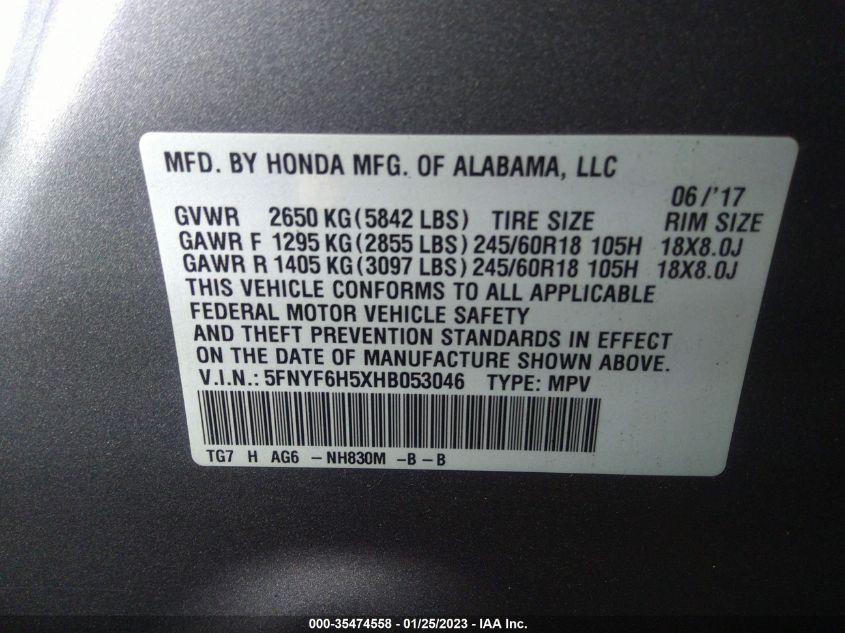 MFD. BY HONDA MFG. OF ALABAMA, LLC
06/'17
GVWR 2650 KG(5842 LBS) TIRE SIZE RIM SIZE
GAWR F 1295 KG(2855 LBS) 245/60R18 105H 18X8.0J
GAWR R 1405 KG(3097 LBS) 245/60R18 105H 18X8.0J
THIS VEHICLE CONFORMS TO ALL APPLICABLE
FEDERAL MOTOR VEHICLE SAFETY
AND THEFT PREVENTION STANDARDS IN EFFECT
ON THE DATE OF MANUFACTURE SHOWN ABOVE.
V.I.N.: 5FNYF6H5XHB053046 TYPE: MPV
TG7 H AG6 -NH830M -B-B
000-35474558 - 01/25/2023 - IAA Inc.